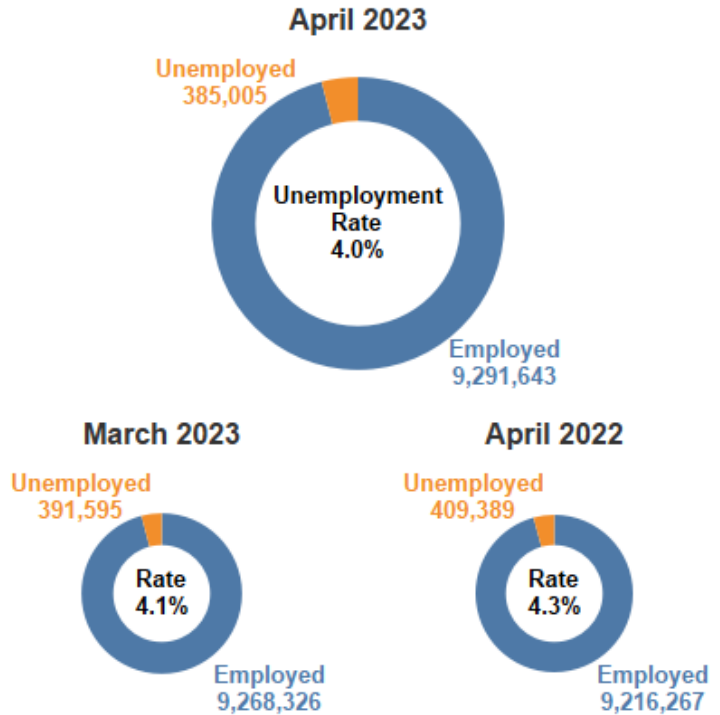 April 2023
Unemployed
385,005
Unemployment
Rate
4.0%
Employed
9,291,643
March 2023
Unemployed
391,595
Rate
4.1%
Employed
9,268,326
April 2022
Unemployed
409,389
Rate
4.3%
Employed
9,216,267